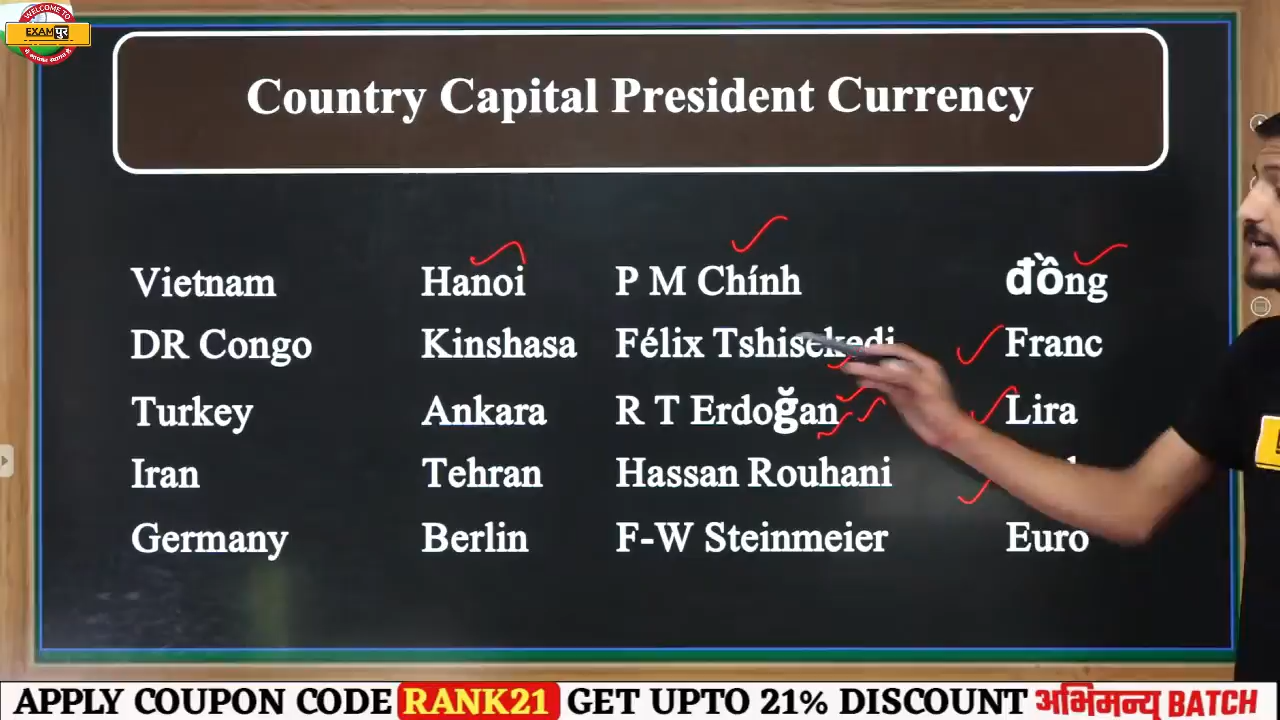 WELCOME TO
EXAMपुर
Country Capital President Currency
Vietnam Hanoi P M Chính đồng
DR Congo Kinshasa Félix Tshisekedi Franc
Turkey Ankara R T Erdoğan Lira
Iran Tehran Hassan Rouhani
Germany Berlin F-W Steinmeier Euro
APPLY COUPON CODE RANK21 GET UPTO 21% DISCOUNT अभिमन्यु BATCH